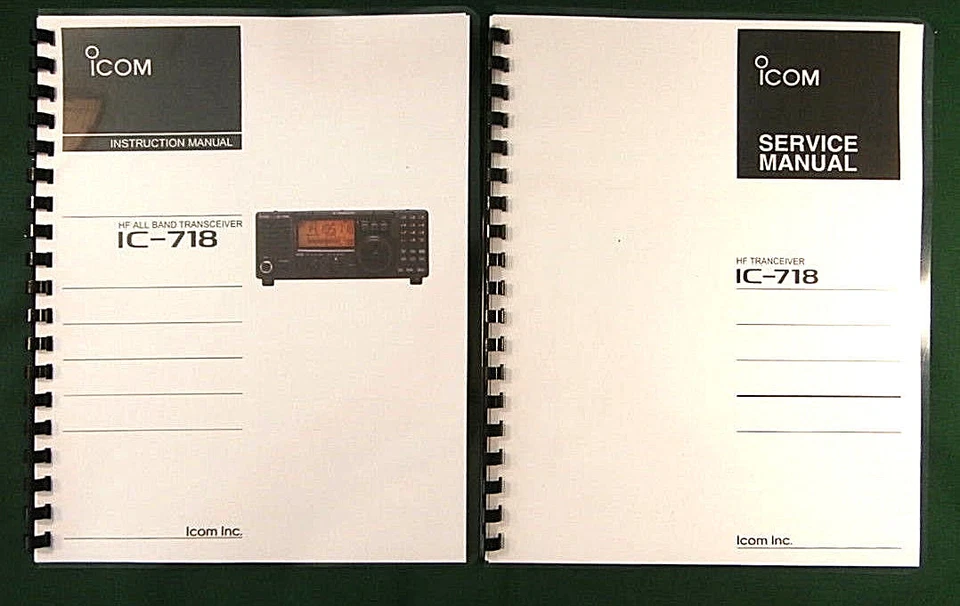 ICOM
INSTRUCTION MANUAL
HF ALL BAND TRANSCEIVER
IC-718
Icom Inc.
ICOM
SERVICE
MANUAL
HF TRANCEIVER
IC-718
Icom Inc.